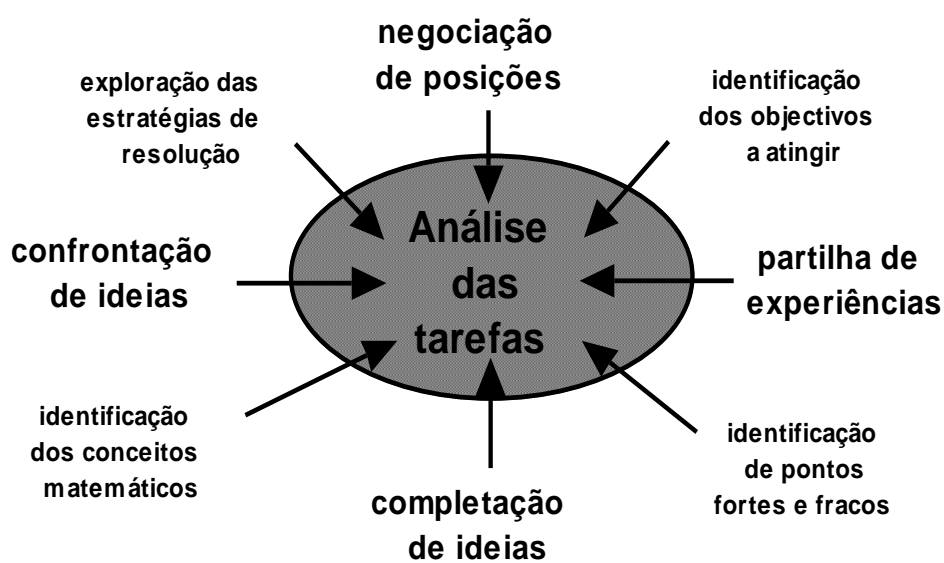 negociação
de posições
exploração das
estratégias de
resolução
identificação
dos objectivos
a atingir
Análise
das
tarefas
confrontação
de ideias
partilha de
experiências
identificação
dos conceitos
matemáticos
completação
de ideias
identificação
de pontos
fortes e fracos